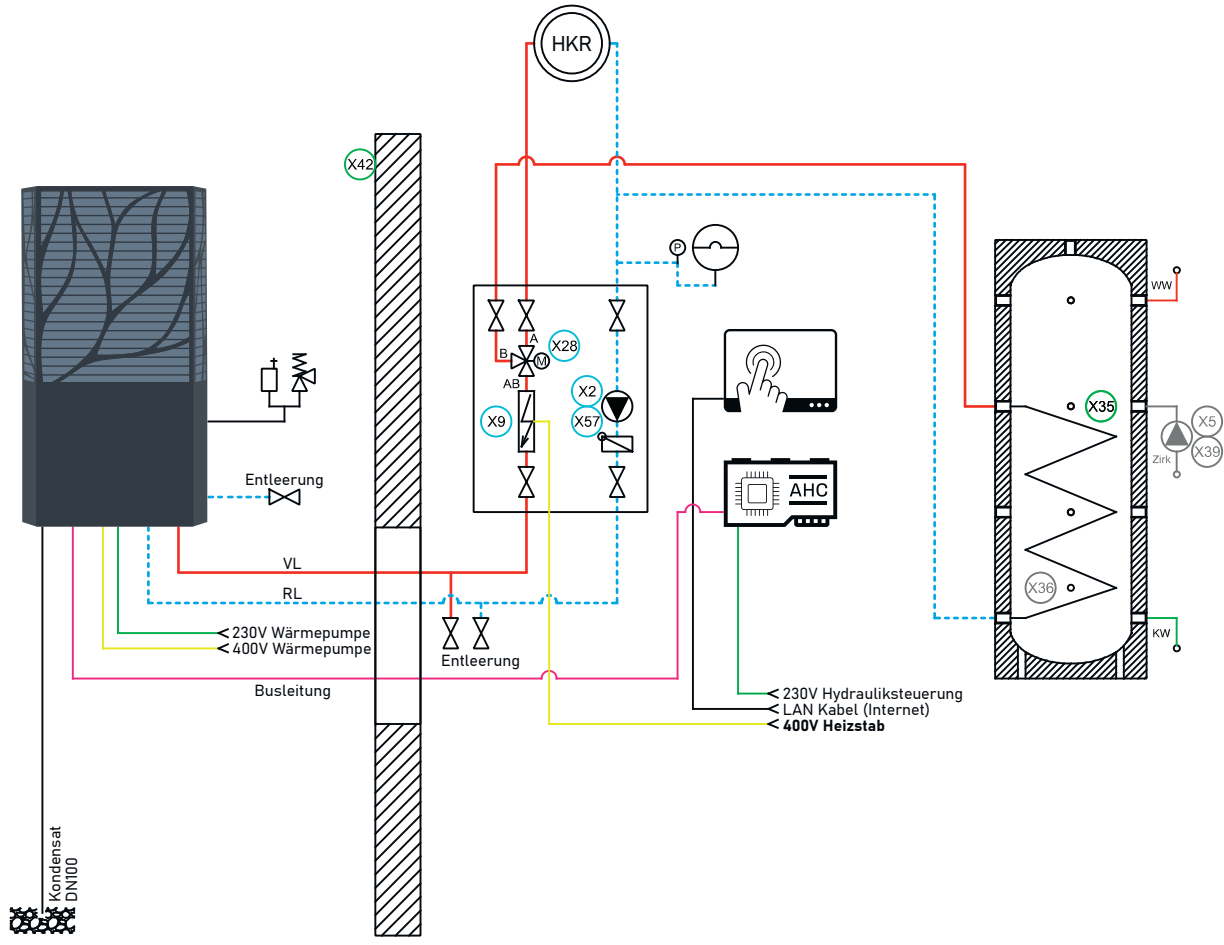 HKR
X42
P
WW
A
X28
B
M
AB
X2
X35
X9
X57
X5
X39
Zirk
Entleerung
AHC
VL
X36
RL
230V Wärmepumpe
400V Wärmepumpe
KW
Entleerung
Busleitung
230V Hydrauliksteuerung
LAN Kabel (Internet)
400V Heizstab
Kondensat
DN100